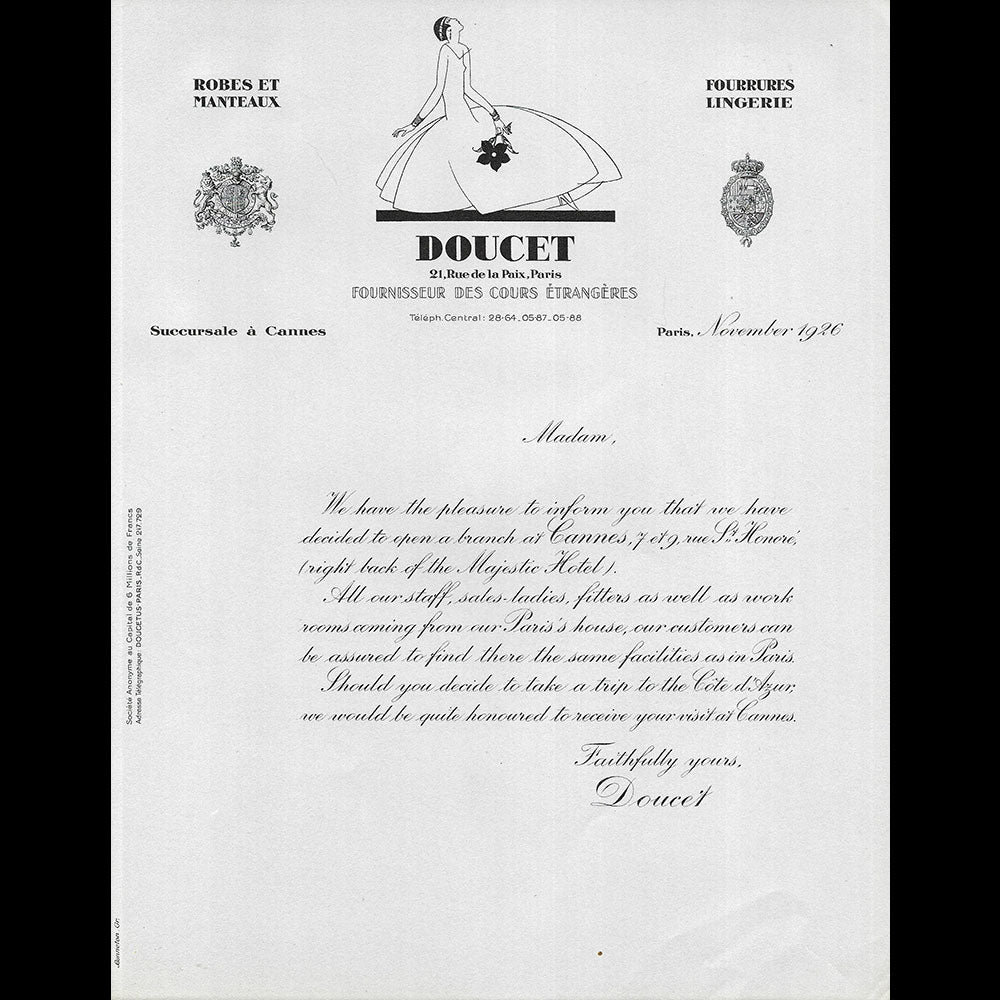 ROBES ET
MANTEAUX
FOURRURES
LINGERIE
DOUCET
21, Rue de la Paix, Paris
FOURNISSEUR DES COURS ÉTRANGÈRES
Téléph. Central: 28-64_05-87_05-88
Succursale à Cannes
Paris, November 1926
Madam,
We have the pleasure to inform you that we have
decided to open a branch at Cannes, 7 et 9, rue St. Honoré,
(right back of the Majestic Hotel).
All our staff, sales-ladies, fitters as well as work
rooms coming from our Paris's house, our customers can
be assured to find there the same facilities as in Paris.
Should you decide to take a trip to the Côte d'Azur,
we would be quite honoured to receive your visit at Cannes.
Faithfully yours,
Doucet
Société Anonyme au Capital de 6 Millions de Francs
Adresse Télégraphique: DOUCETUS-PARIS_R.d.C. Seine 217.729